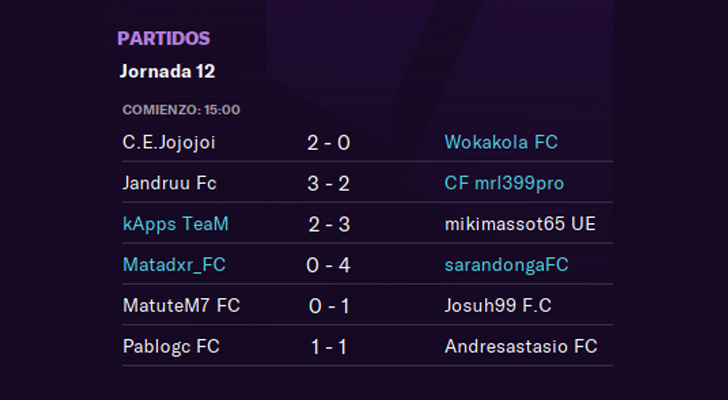 PARTIDOS
Jornada 12
COMIENZO: 15:00
C.E.Jojojoi 2 - 0 Wokakola FC
Jandruu Fc 3 - 2 CF mrl399pro
kApps TeaM 2 - 3 mikimassot65 UE
Matadxr_FC 0 - 4 sarandongaFC
MatuteM7 FC 0 - 1 Josuh99 F.C
Pablogc FC 1 - 1 Andresastasio FC